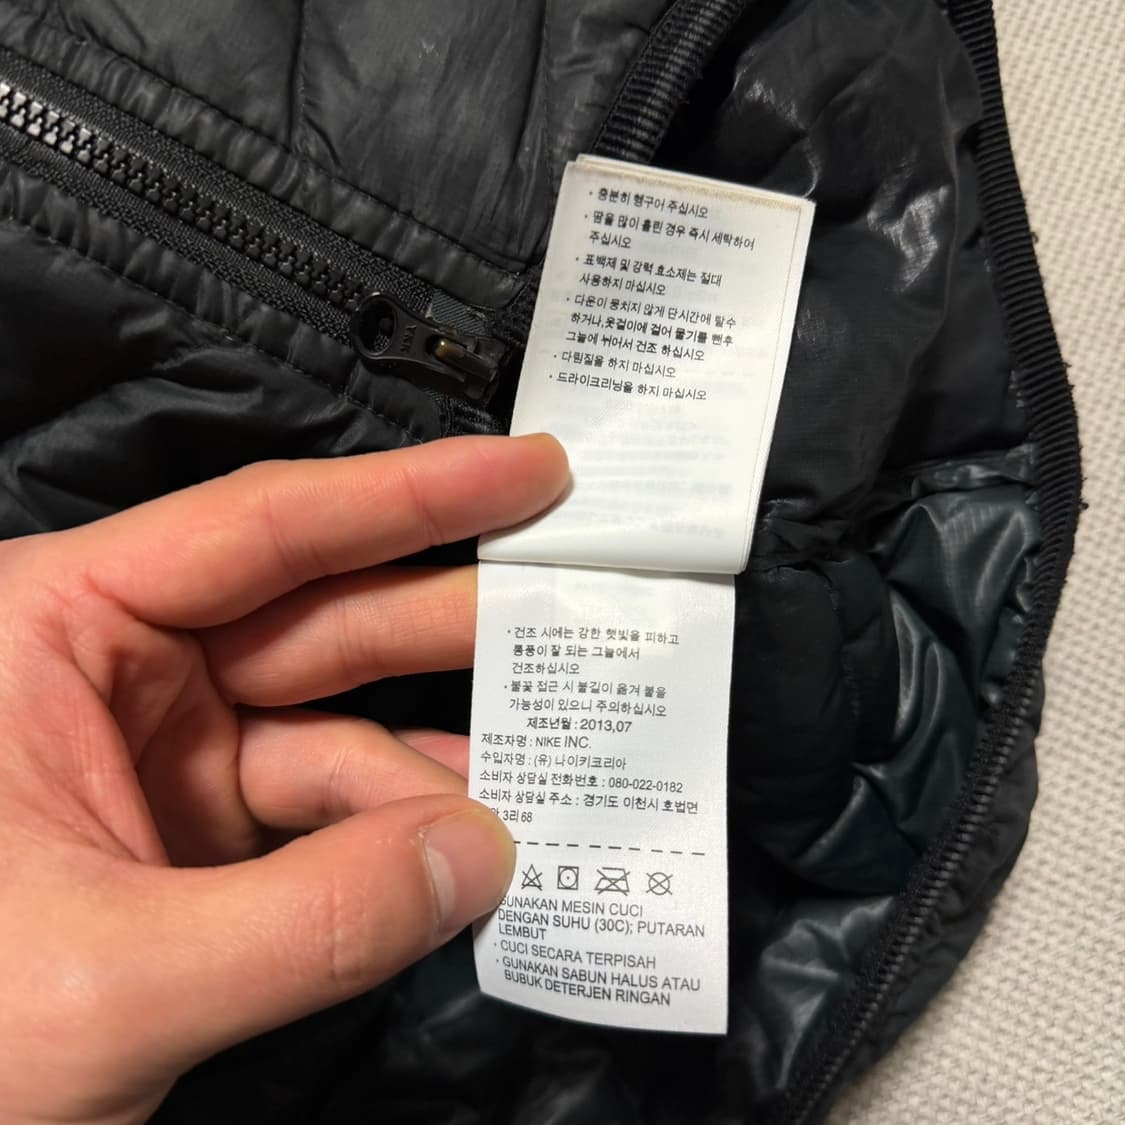 • 충분히 헹구어 주십시오
• 땀을 많이 흘린 경우 즉시 세탁하여
주십시오
• 표백제 및 강력 효소제는 절대
사용하지 마십시오
• 다운이 뭉치지 않게 단시간에 탈수
하거나,옷걸이에 걸어 물기를 뺀후
그늘에 뉘어서 건조 하십시오
• 다림질을 하지 마십시오
• 드라이크리닝을 하지 마십시오
YKK
• 건조 시에는 강한 햇빛을 피하고
통풍이 잘 되는 그늘에서
건조하십시오
• 불꽃 접근 시 불길이 옮겨 붙을
가능성이 있으니 주의하십시오
제조년월 : 2013,07
제조자명 : NIKE INC.
수입자명 : (유) 나이키코리아
소비자 상담실 전화번호 : 080-022-0182
소비자 상담실 주소 : 경기도 이천시 호법면
3리 68
GUNAKAN MESIN CUCI
DENGAN SUHU (30C); PUTARAN
LEMBUT
• CUCI SECARA TERPISAH
• GUNAKAN SABUN HALUS ATAU
BUBUK DETERJEN RINGAN